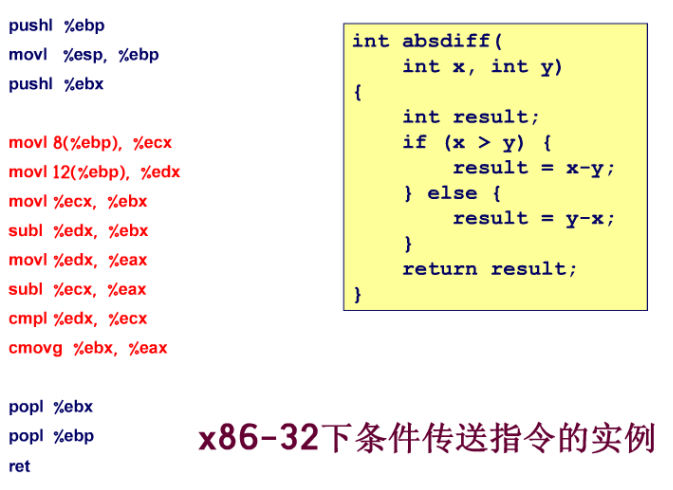 pushl %ebp
movl %esp, %ebp
pushl %ebx
movl 8(%ebp), %ecx
movl 12(%ebp), %edx
movl %ecx, %ebx
subl %edx, %ebx
movl %edx, %eax
subl %ecx, %eax
cmpl %edx, %ecx
cmovg %ebx, %eax
popl %ebx
popl %ebp
ret
int absdiff(
    int x, int y)
{
    int result;
    if (x > y) {
        result = x-y;
    } else {
        result = y-x;
    }
    return result;
}
x86-32下条件传送指令的实例